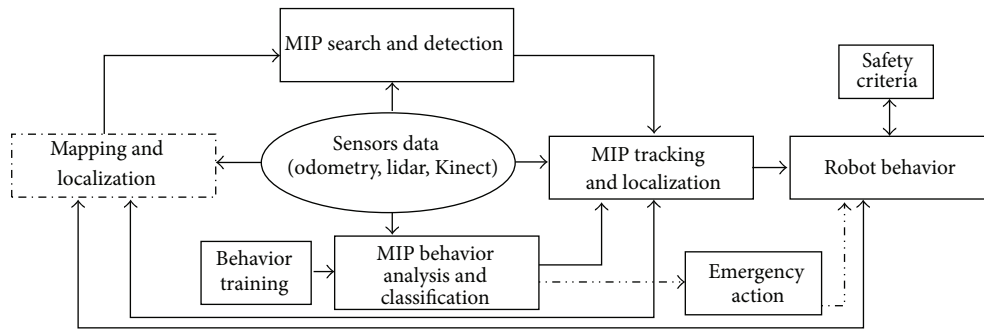 MIP search and detection
Safety
criteria
Mapping and
localization
Sensors data
(odometry, lidar, Kinect)
MIP tracking
and localization
Robot behavior
Behavior
training
MIP behavior
analysis and
classification
Emergency
action